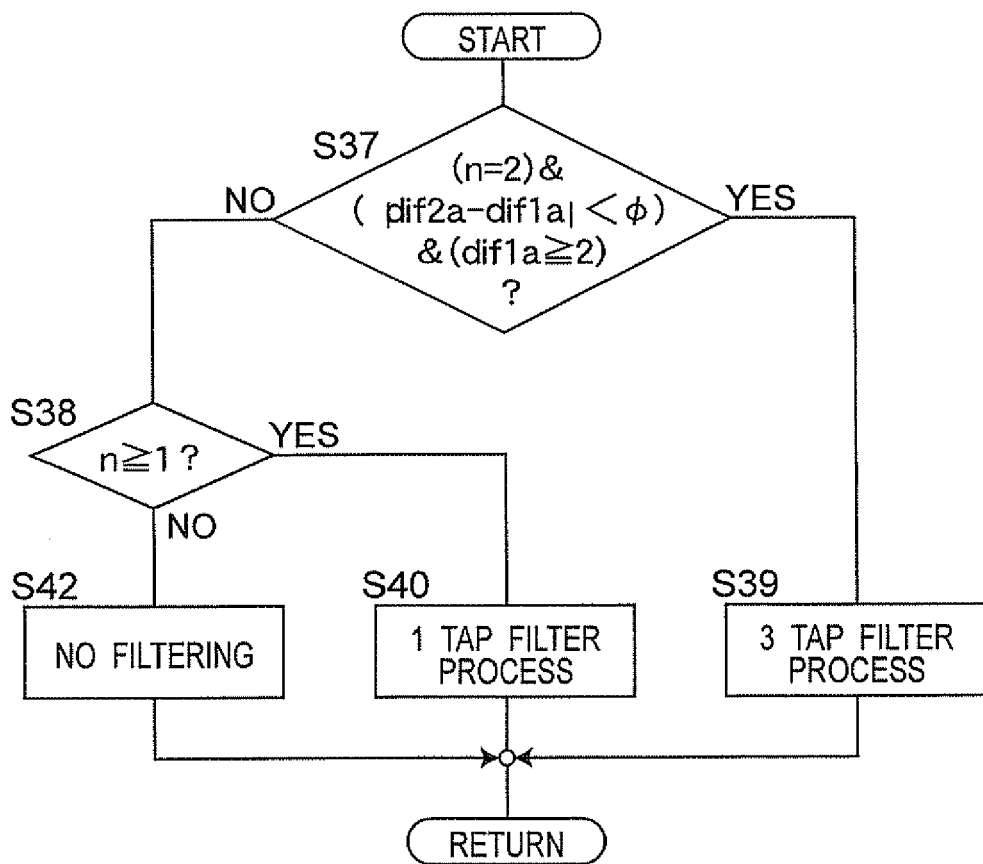 START
S37
(n=2)&
NO
( |dif2a-dif1a| <ϕ)
YES
&(dif1a≧2)
?
S38
n≧1?
YES
NO
S42
NO FILTERING
S40
1 TAP FILTER
PROCESS
S39
3 TAP FILTER
PROCESS
RETURN